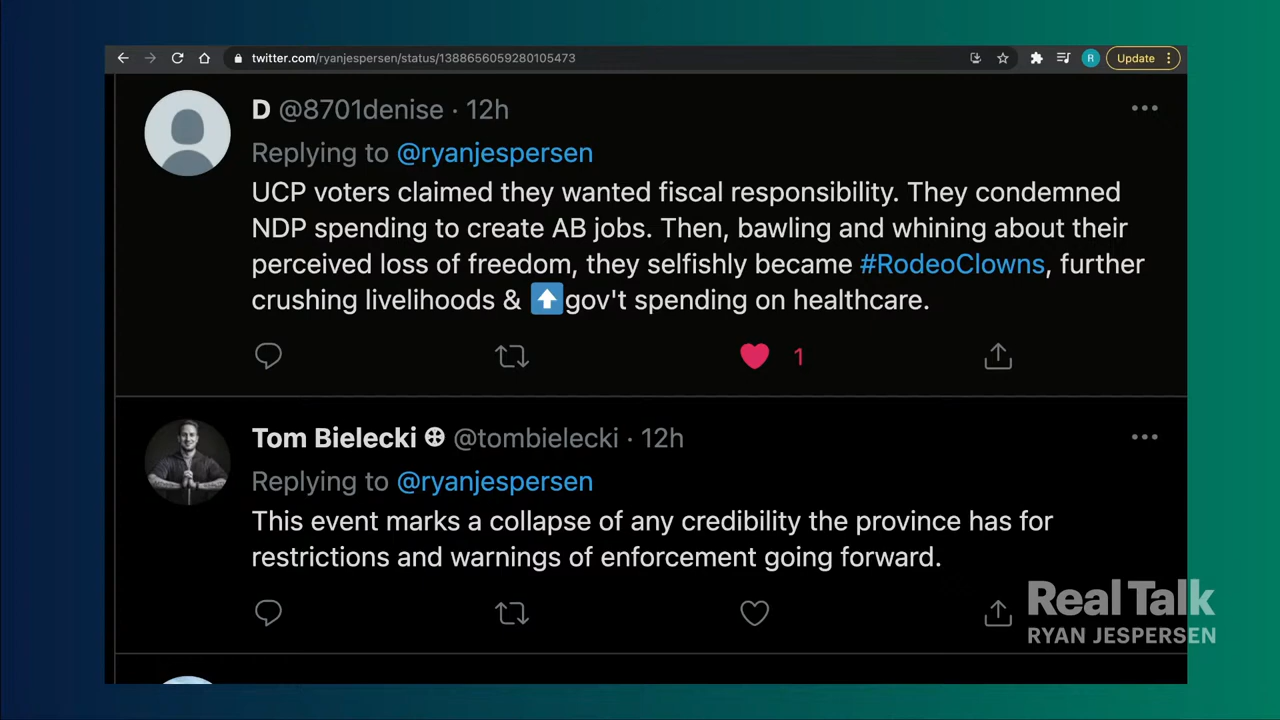 twitter.com/ryanjespersen/status/1388656059280105473
R
Update
D @8701denise · 12h
Replying to @ryanjespersen
UCP voters claimed they wanted fiscal responsibility. They condemned
NDP spending to create AB jobs. Then, bawling and whining about their
perceived loss of freedom, they selfishly became #RodeoClowns, further
crushing livelihoods & ⬆️gov't spending on healthcare.
1
Tom Bielecki @tombielecki · 12h
Replying to @ryanjespersen
This event marks a collapse of any credibility the province has for
restrictions and warnings of enforcement going forward.
Real Talk
RYAN JESPERSEN